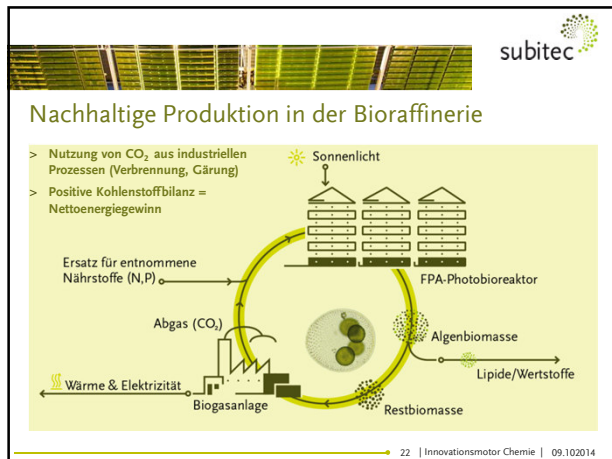 subitec
Nachhaltige Produktion in der Bioraffinerie
> Nutzung von CO₂ aus industriellen
Prozessen (Verbrennung, Gärung)
> Positive Kohlenstoffbilanz =
Nettoenergiegewinn
Sonnenlicht
Ersatz für entnommene
Nährstoffe (N,P)
FPA-Photobioreaktor
Abgas (CO₂)
Algenbiomasse
Lipide/Wertstoffe
Wärme & Elektrizität
Biogasanlage
Restbiomasse
22 | Innovationsmotor Chemie | 09.102014